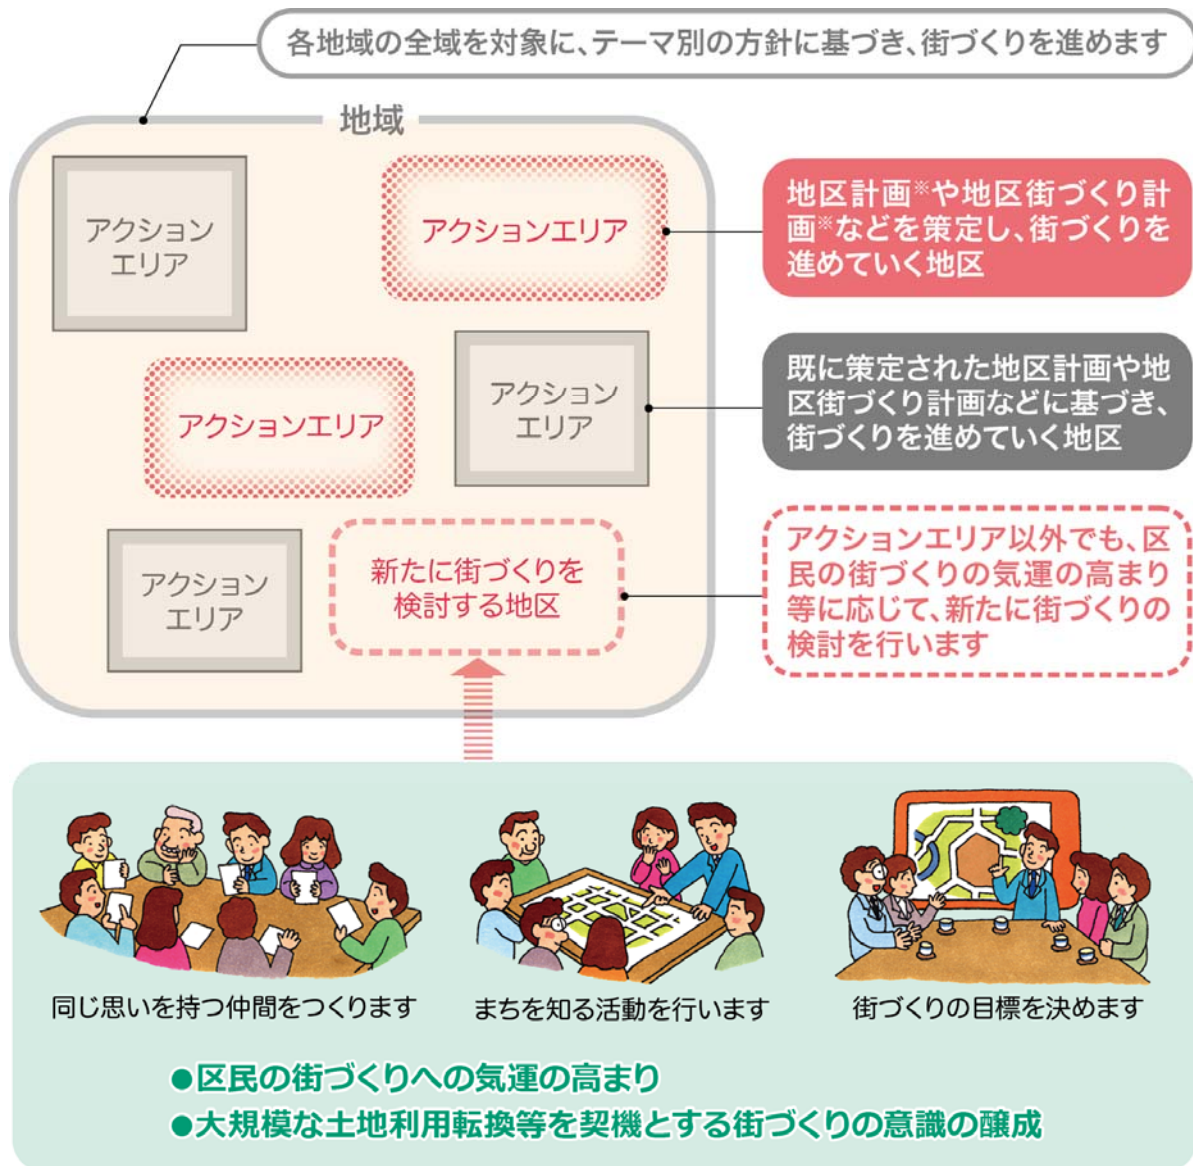 各地域の全域を対象に、テーマ別の方針に基づき、街づくりを進めます
地域
アクション
エリア
アクションエリア
地区計画※や地区街づくり計
画※などを策定し、街づくりを
進めていく地区
アクションエリア
アクション
エリア
既に策定された地区計画や地
区街づくり計画などに基づき、
街づくりを進めていく地区
アクション
エリア
新たに街づくりを
検討する地区
アクションエリア以外でも、区
民の街づくりの気運の高まり
等に応じて、新たに街づくりの
検討を行います
同じ思いを持つ仲間をつくります
まちを知る活動を行います
街づくりの目標を決めます
●区民の街づくりへの気運の高まり
●大規模な土地利用転換等を契機とする街づくりの意識の醸成